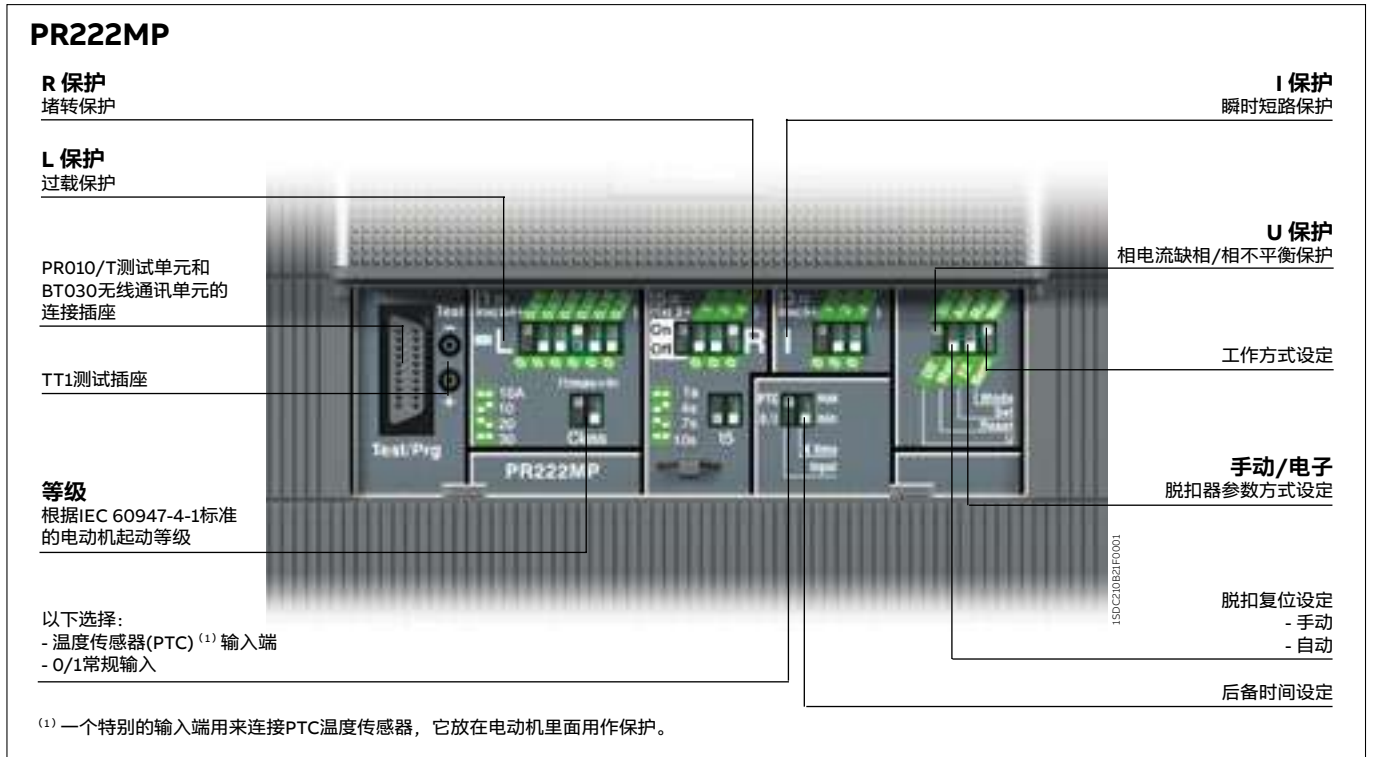 PR222MP
R 保护
堵转保护
L 保护
过载保护
PR010/T测试单元和
BT030无线通讯单元的
连接插座
TT1测试插座
等级
根据IEC 60947-4-1标准
的电动机起动等级
以下选择：
- 温度传感器(PTC)⁽¹⁾输入端
- 0/1常规输入
I 保护
瞬时短路保护
U 保护
相电流缺相/相不平衡保护
工作方式设定
手动/电子
脱扣器参数方式设定
脱扣复位设定
- 手动
- 自动
后备时间设定
Test
L
On
Off
R
I
10A
10
20
30
Class
1s
4s
7s
10s
I5
PTC
0/1
max
min
Mode
Set
Reset
U
Input
Test/Prg
PR222MP
1SDC210B21F0001
⁽¹⁾ 一个特别的输入端用来连接PTC温度传感器，它放在电动机里面用作保护。